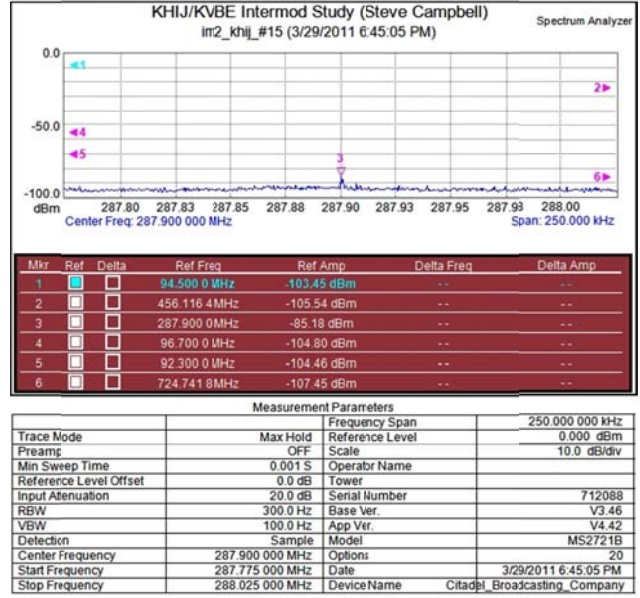 KHIJ/KVBE Intermod Study (Steve Campbell)
Spectrum Analyzer
im2_khij_#15 (3/29/2011 6:45:05 PM)
0.0
1
2
-50.0
4
5
3
6
-100.0
dBm
287.80 287.83 287.85 287.88 287.90 287.93 287.95 287.98 288.00
Center Freq: 287.900 000 MHz
Span: 250.000 kHz
Mkr Ref Delta Ref Freq Ref Amp Delta Freq Delta Amp
1 94.500 0 MHz -103.45 dBm -- --
2 456.116 4MHz -105.54 dBm -- --
3 287.900 0MHz -85.18 dBm -- --
4 96.700 0 MHz -104.80 dBm -- --
5 92.300 0 MHz -104.46 dBm -- --
6 724.741 8MHz -107.45 dBm -- --
Measurement Parameters
Frequency Span 250.000 000 kHz
Trace Mode Max Hold Reference Level 0.000 dBm
Preamp OFF Scale 10.0 dB/div
Min Sweep Time 0.001 S Operator Name
Reference Level Offset 0.0 dB Tower
Input Attenuation 20.0 dB Serial Number 712088
RBW 300.0 Hz Base Ver. V3.46
VBW 100.0 Hz App Ver. V4.42
Detection Sample Model MS2721B
Center Frequency 287.900 000 MHz Options 20
Start Frequency 287.775 000 MHz Date 3/29/2011 6:45:05 PM
Stop Frequency 288.025 000 MHz Device Name Citadel_Broadcasting_Company